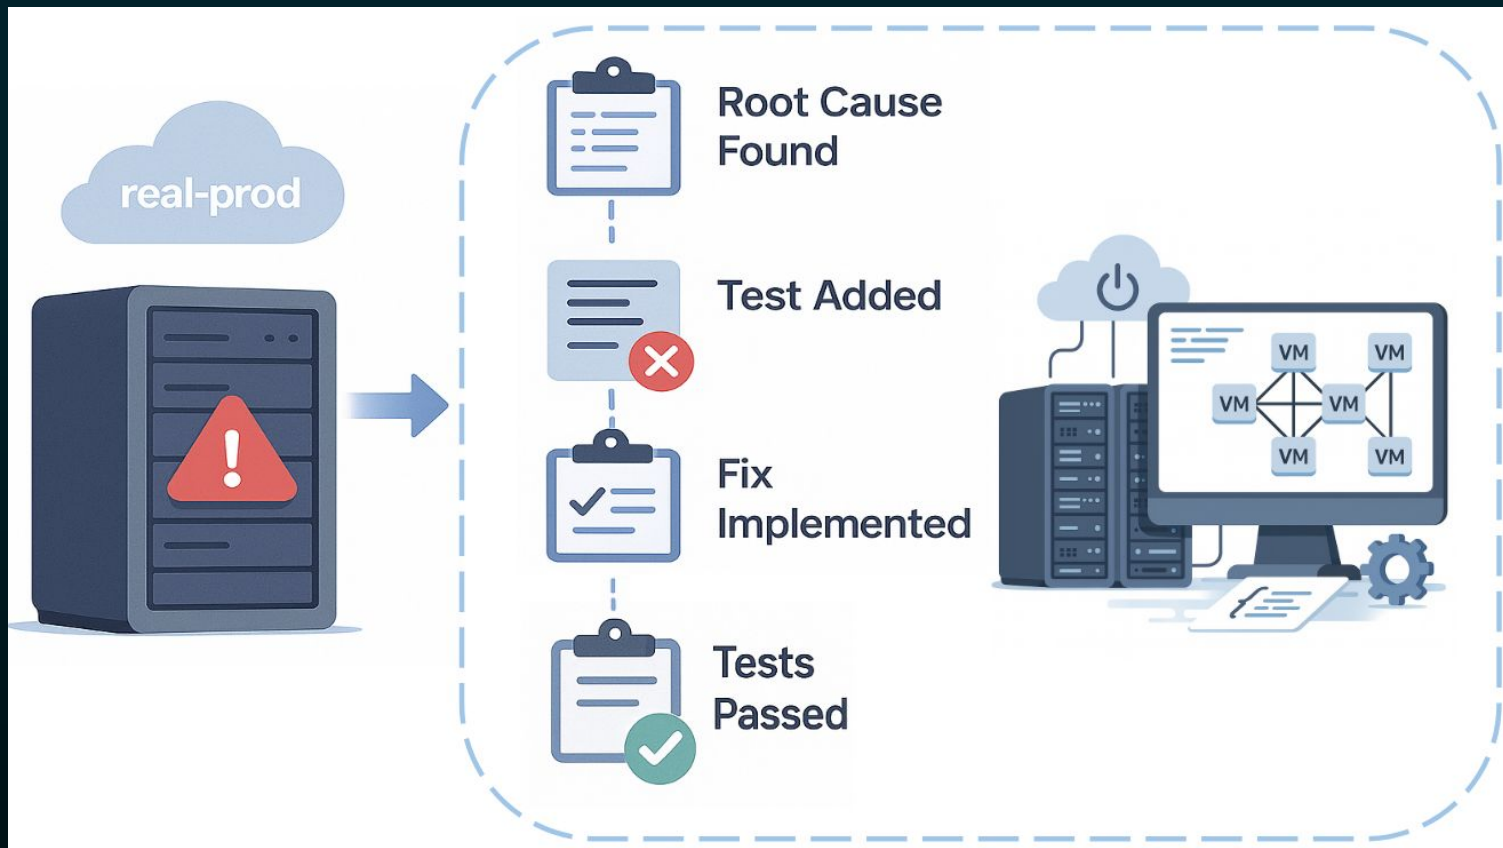 real-prod
Root Cause
Found
Test Added
Fix
Implemented
Tests
Passed
VM
VM
VM
VM
VM
VM